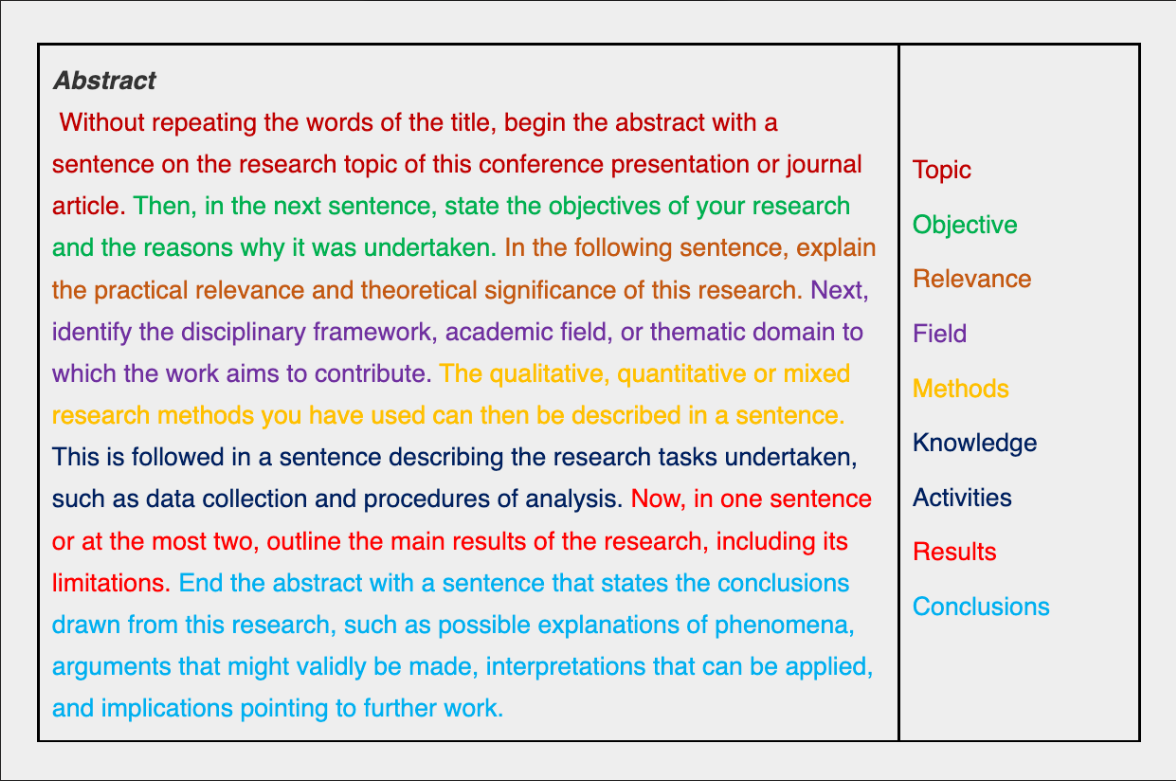 Abstract
Without repeating the words of the title, begin the abstract with a
sentence on the research topic of this conference presentation or journal
article. Then, in the next sentence, state the objectives of your research
and the reasons why it was undertaken. In the following sentence, explain
the practical relevance and theoretical significance of this research. Next,
identify the disciplinary framework, academic field, or thematic domain to
which the work aims to contribute. The qualitative, quantitative or mixed
research methods you have used can then be described in a sentence.
This is followed in a sentence describing the research tasks undertaken,
such as data collection and procedures of analysis. Now, in one sentence
or at the most two, outline the main results of the research, including its
limitations. End the abstract with a sentence that states the conclusions
drawn from this research, such as possible explanations of phenomena,
arguments that might validly be made, interpretations that can be applied,
and implications pointing to further work.
Topic
Objective
Relevance
Field
Methods
Knowledge
Activities
Results
Conclusions